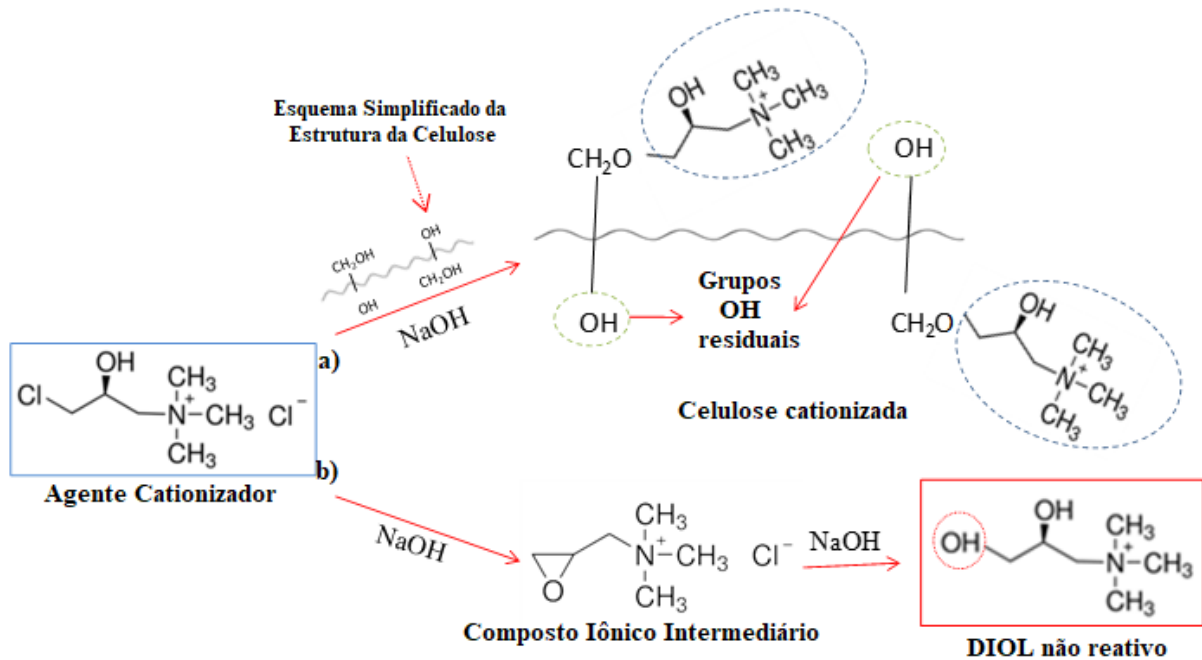 Esquema Simplificado da
Estrutura da Celulose
CH₂OH
OH
OH
CH₂OH
NaOH
OH
CH₃
N⁺
CH₃
CH₃
CH₂O
OH
OH
Grupos
OH
residuais
CH₂O
OH
CH₃
N⁺
CH₃
CH₃
Celulose cationizada
a)
OH
CH₃
Cl
N⁺
CH₃
Cl⁻
CH₃
b)
Agente Cationizador
NaOH
CH₃
N⁺
CH₃
Cl⁻
O
CH₃
Composto Iônico Intermediário
NaOH
OH
OH
CH₃
N⁺
CH₃
CH₃
DIOL não reativo